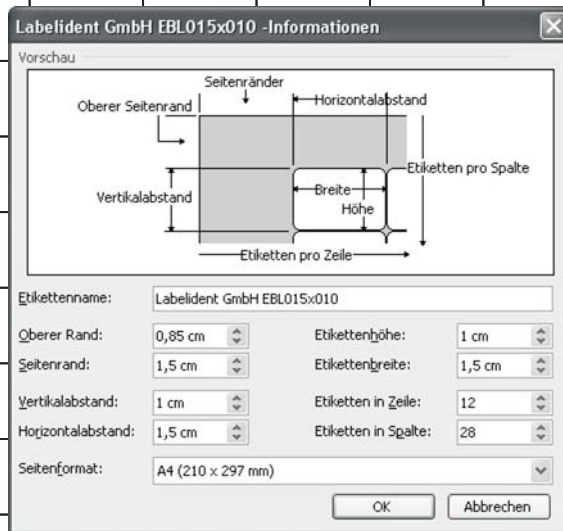 Labelident GmbH EBL015x010 -Informationen
Vorschau
Seitenränder
Oberer Seitenrand
Horizontalabstand
Etiketten pro Spalte
Vertikalabstand
Breite
Höhe
Etiketten pro Zeile
Etikettenname: Labelident GmbH EBL015x010
Oberer Rand: 0,85 cm Etikettenhöhe: 1 cm
Seitenrand: 1,5 cm Etikettenbreite: 1,5 cm
Vertikalabstand: 1 cm Etiketten in Zeile: 12
Horizontalabstand: 1,5 cm Etiketten in Spalte: 28
Seitenformat: A4 (210 x 297 mm)
OK Abbrechen